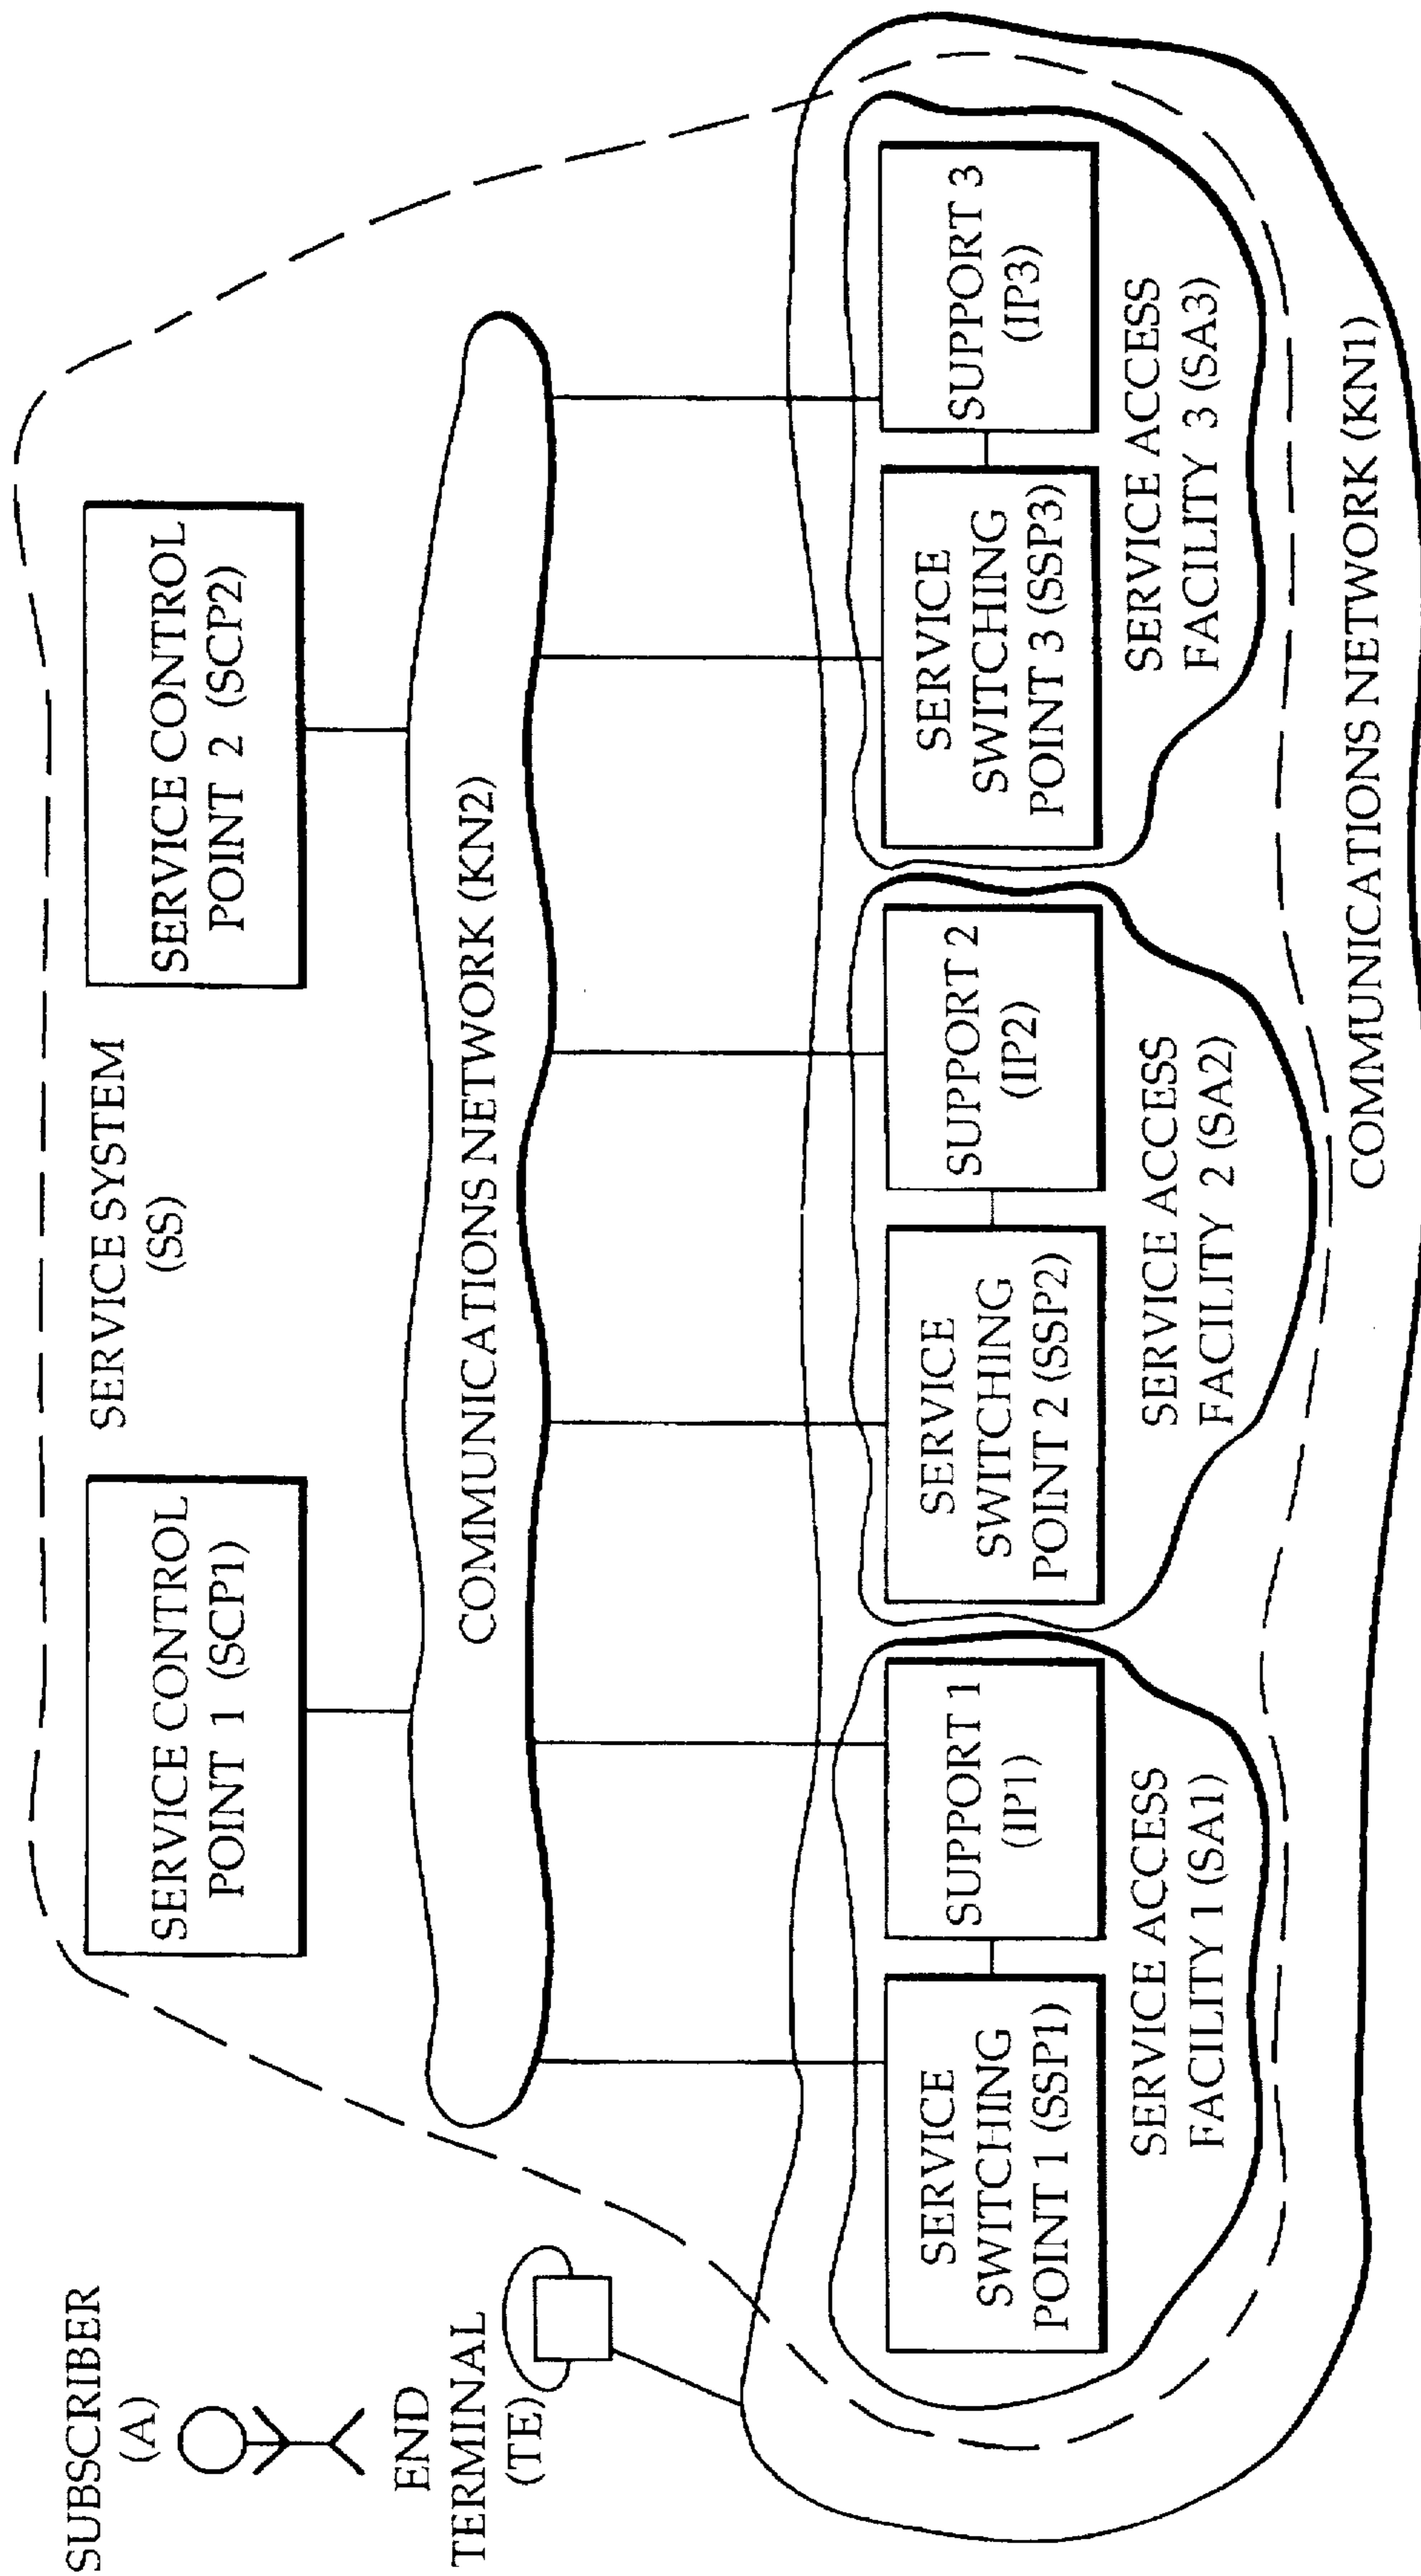 SUBSCRIBER
(A)
END
TERMINAL
(TE)
SERVICE CONTROL
POINT 1 (SCP1)
SERVICE SYSTEM
(SS)
SERVICE CONTROL
POINT 2 (SCP2)
COMMUNICATIONS NETWORK (KN2)
SERVICE
SWITCHING
POINT 1 (SSP1)
SUPPORT 1
(IP1)
SERVICE ACCESS
FACILITY 1 (SA1)
SERVICE
SWITCHING
POINT 2 (SSP2)
SUPPORT 2
(IP2)
SERVICE ACCESS
FACILITY 2 (SA2)
SERVICE
SWITCHING
POINT 3 (SSP3)
SUPPORT 3
(IP3)
SERVICE ACCESS
FACILITY 3 (SA3)
COMMUNICATIONS NETWORK (KN1)